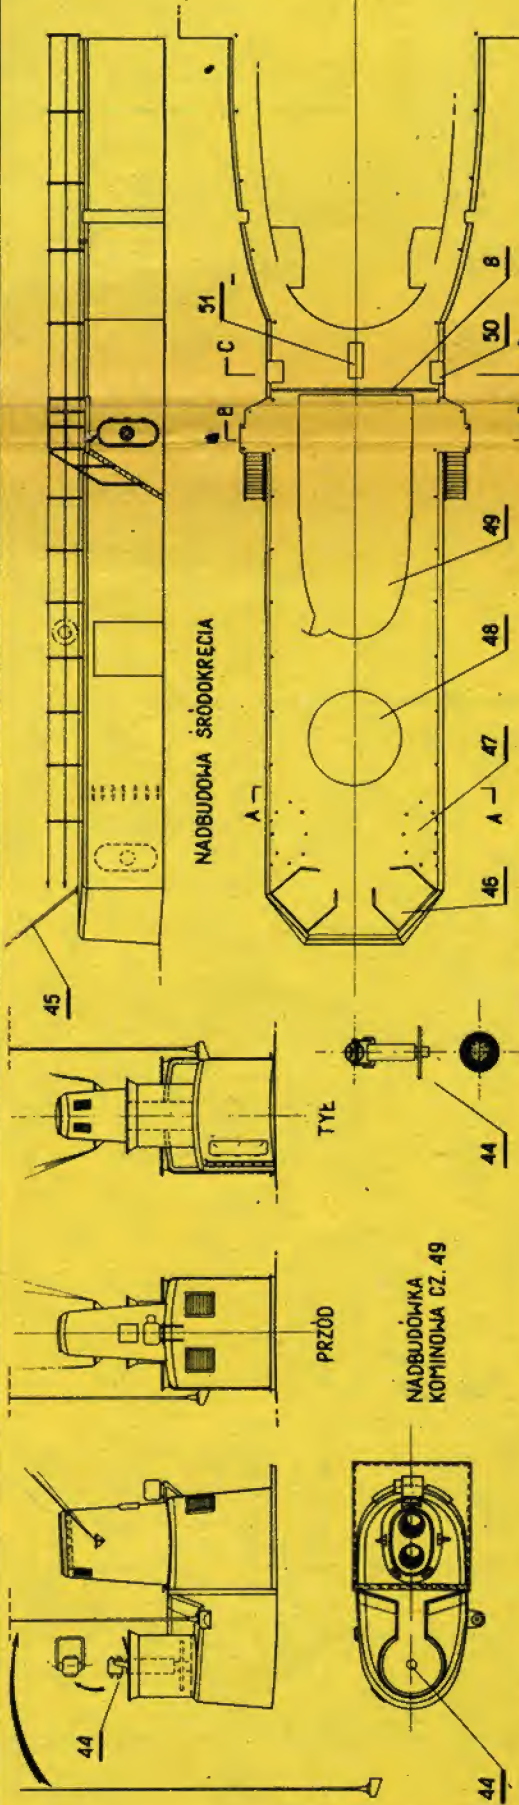 51
C
B
8
50
49
48
47
A
A
46
NADBUDOWA ŚRÓDOKRĘCIA
45
TYŁ
44
PRZÓD
NADBUDÓWKA
KOMINOWA CZ. 49
44
44